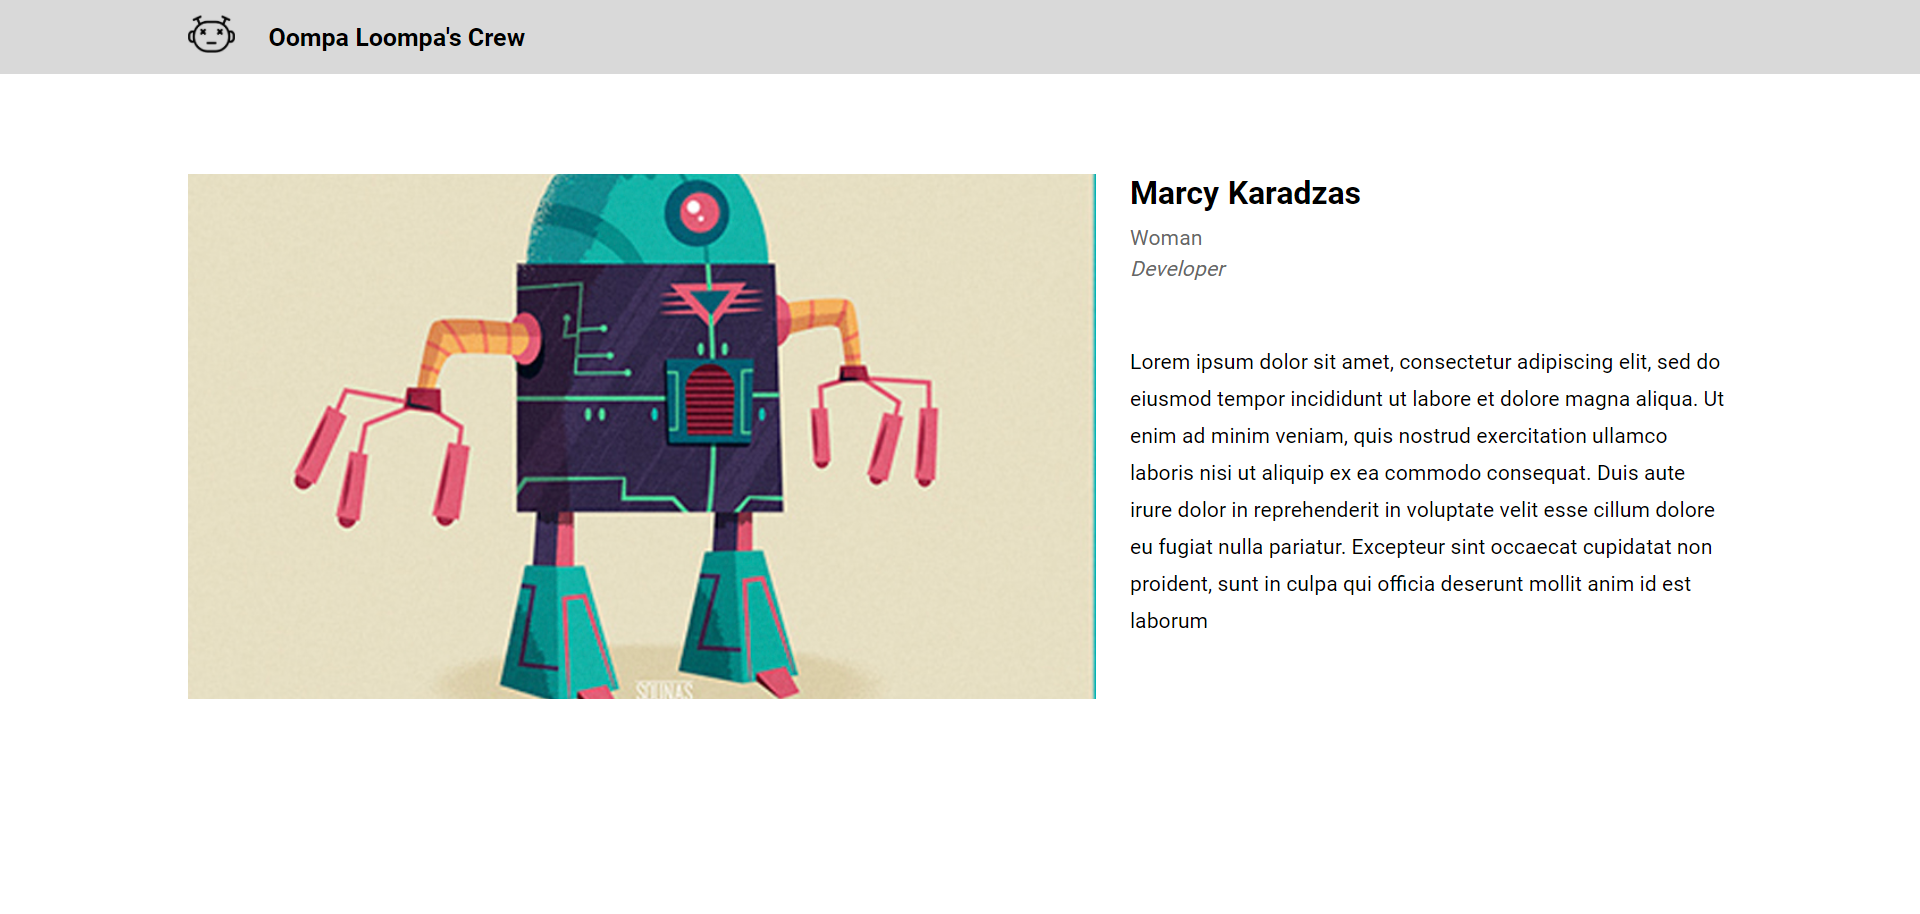 Oompa Loompa's Crew
Marcy Karadzas
Woman
Developer
Lorem ipsum dolor sit amet, consectetur adipiscing elit, sed do
eiusmod tempor incididunt ut labore et dolore magna aliqua. Ut
enim ad minim veniam, quis nostrud exercitation ullamco
laboris nisi ut aliquip ex ea commodo consequat. Duis aute
irure dolor in reprehenderit in voluptate velit esse cillum dolore
eu fugiat nulla pariatur. Excepteur sint occaecat cupidatat non
proident, sunt in culpa qui officia deserunt mollit anim id est
laborum